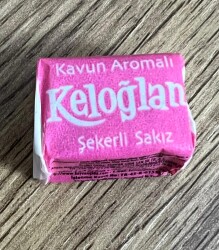 Kavun Aromalı
Keloğlan
Şekerli Sakız